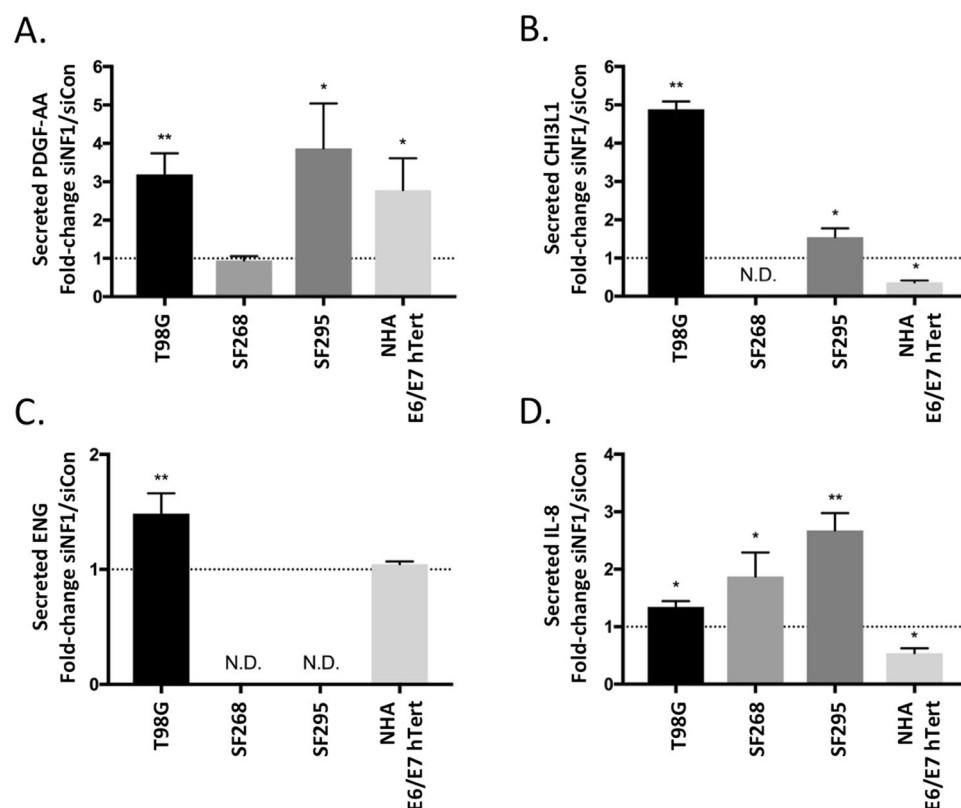 A.
Secreted PDGF-AA
Fold-change siNF1/siCon
6
5
4
3
2
1
0
**
*
*
T98G
SF268
SF295
NHA
E6/E7 hTert
B.
Secreted CHI3L1
Fold-change siNF1/siCon
6
5
4
3
2
1
0
**
N.D.
*
*
T98G
SF268
SF295
NHA
E6/E7 hTert
C.
Secreted ENG
Fold-change siNF1/siCon
2
1
0
**
N.D.
N.D.
T98G
SF268
SF295
NHA
E6/E7 hTert
D.
Secreted IL-8
Fold-change siNF1/siCon
4
3
2
1
0
*
*
**
*
T98G
SF268
SF295
NHA
E6/E7 hTert